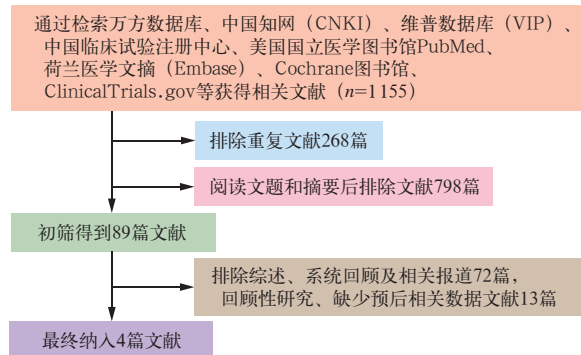 通过检索万方数据库、中国知网（CNKI）、维普数据库（VIP）、
中国临床试验注册中心、美国国立医学图书馆PubMed、
荷兰医学文摘（Embase）、Cochrane图书馆、
ClinicalTrials.gov等获得相关文献（n=1155）
排除重复文献268篇
阅读文题和摘要后排除文献798篇
初筛得到89篇文献
排除综述、系统回顾及相关报道72篇，
回顾性研究、缺少预后相关数据文献13篇
最终纳入4篇文献